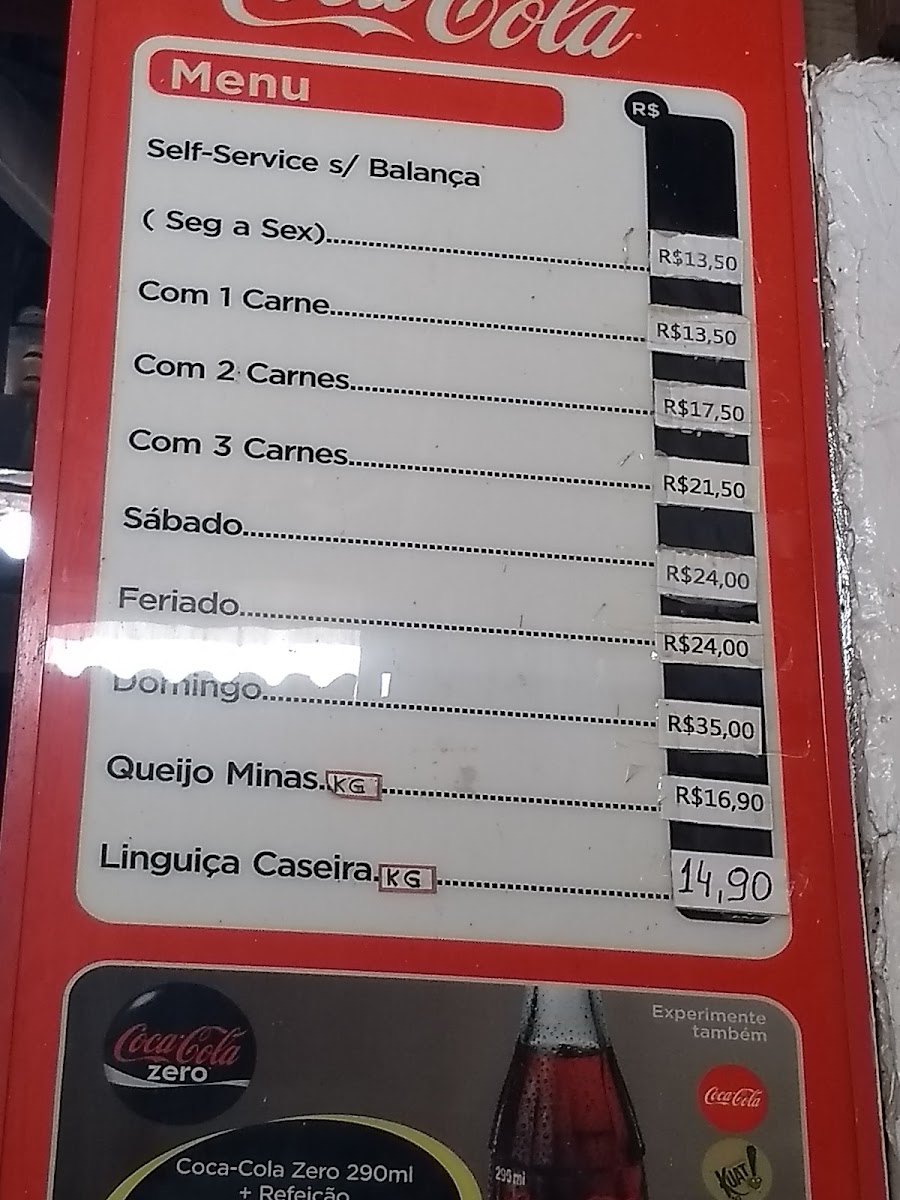 Coca-Cola
Menu
R$
Self-Service s/ Balança
( Seg a Sex)........ R$13,50
Com 1 Carne........ R$13,50
Com 2 Carnes........ R$17,50
Com 3 Carnes........ R$21,50
Sábado........ R$24,00
Feriado........ R$24,00
Domingo........ R$35,00
Queijo Minas. KG ........ R$16,90
Linguiça Caseira. KG ........ 14,90
Experimente
também
Coca-Cola
zero
Coca-Cola
KUAT!
290ml
Coca-Cola Zero 290ml
+ Refeição